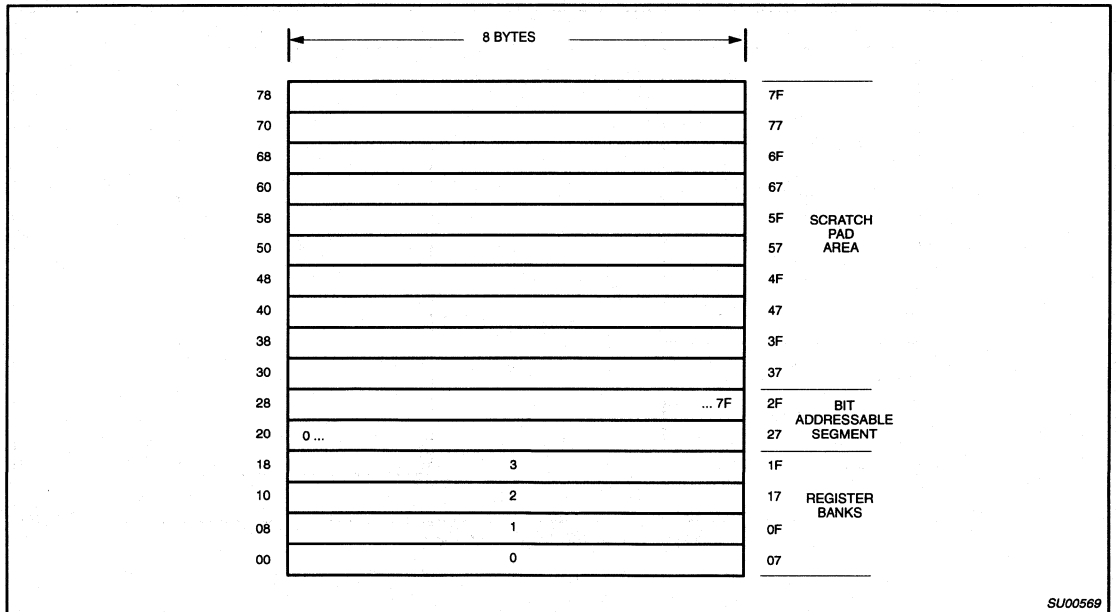 8 BYTES
78 7F
70 77
68 6F
60 67
58 5F SCRATCH
PAD
50 57 AREA
48 4F
40 47
38 3F
30 37
28 ... 7F 2F BIT
ADDRESSABLE
20 0 ... 27 SEGMENT
18 3 1F
10 2 17 REGISTER
BANKS
08 1 0F
00 0 07
SU00569